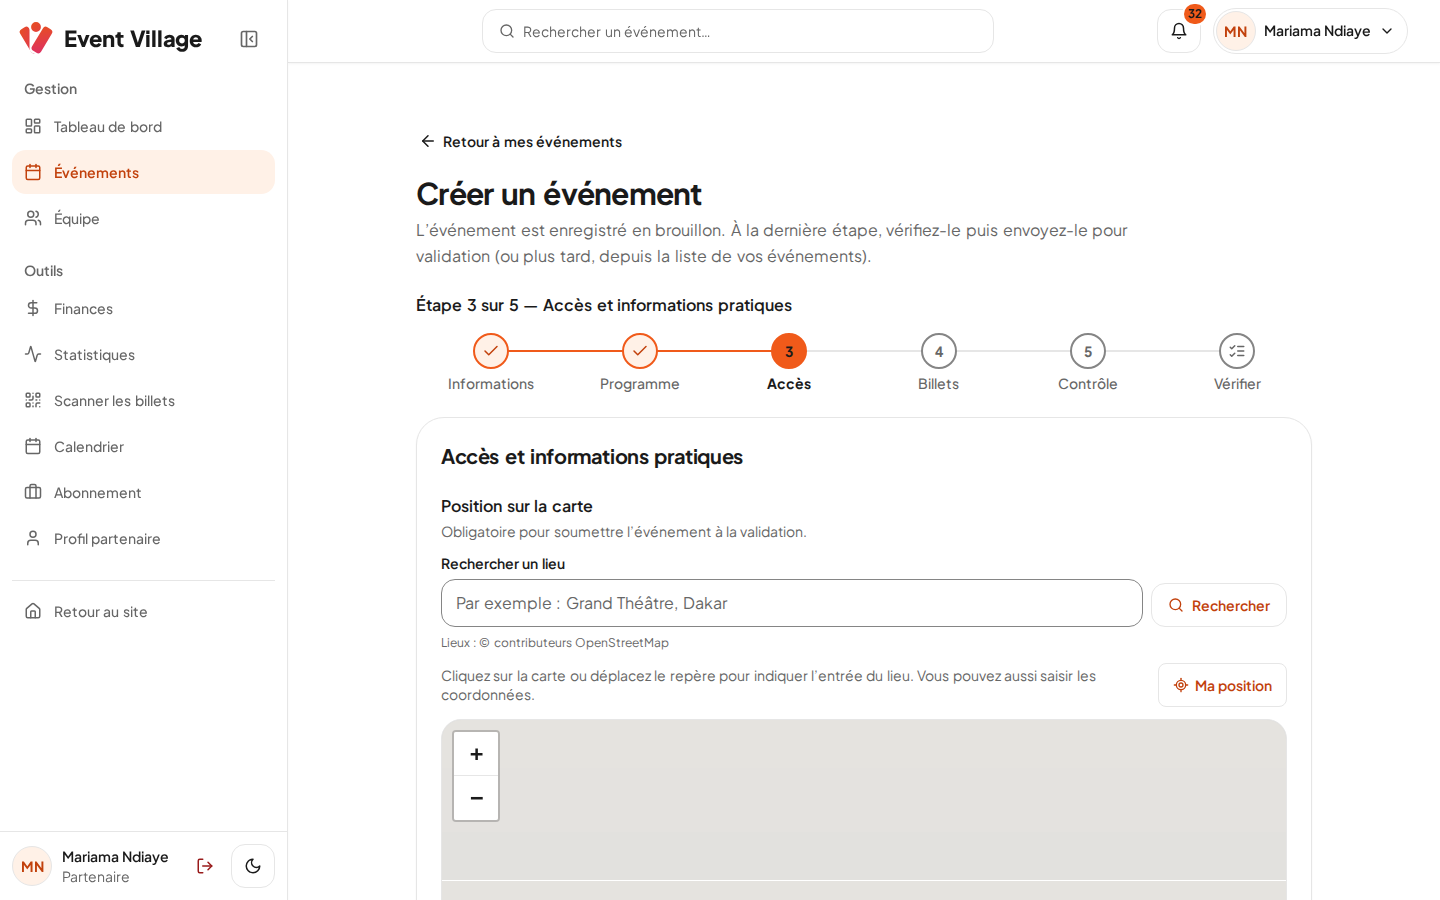 Event Village
Rechercher un événement...
32
MN
Mariama Ndiaye
Gestion
Tableau de bord
Événements
Équipe
Outils
Finances
Statistiques
Scanner les billets
Calendrier
Abonnement
Profil partenaire
Retour au site
MN
Mariama Ndiaye
Partenaire
Retour à mes événements
Créer un événement
L'événement est enregistré en brouillon. À la dernière étape, vérifiez-le puis envoyez-le pour
validation (ou plus tard, depuis la liste de vos événements).
Étape 3 sur 5 — Accès et informations pratiques
3
4
5
Informations
Programme
Accès
Billets
Contrôle
Vérifier
Accès et informations pratiques
Position sur la carte
Obligatoire pour soumettre l'événement à la validation.
Rechercher un lieu
Par exemple : Grand Théâtre, Dakar
Rechercher
Lieux : © contributeurs OpenStreetMap
Cliquez sur la carte ou déplacez le repère pour indiquer l'entrée du lieu. Vous pouvez aussi saisir les
coordonnées.
Ma position
+
−